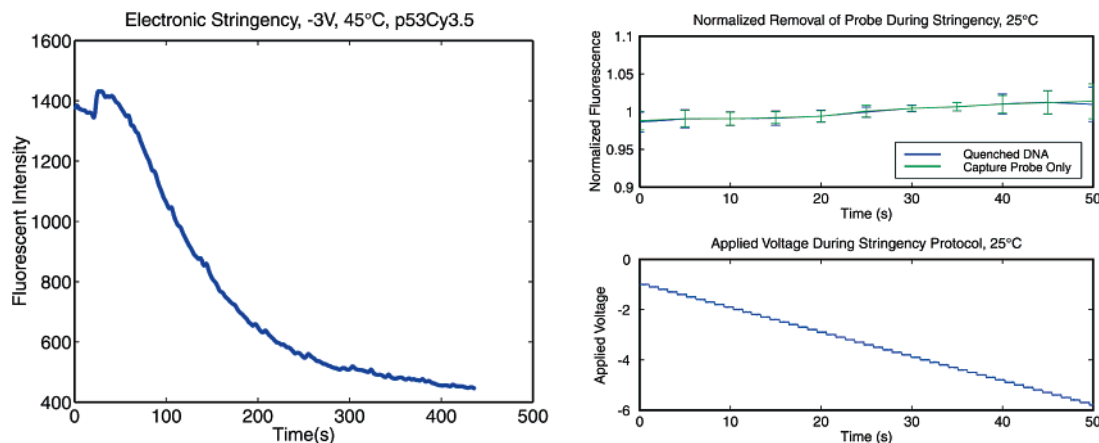 Electronic Stringency, -3V, 45°C, p53Cy3.5
1600
1400
1200
1000
800
600
400
Fluorescent Intensity
0 100 200 300 400 500
Time(s)
Normalized Removal of Probe During Stringency, 25°C
1.1
1.05
1
0.95
0.9
Normalized Fluorescence
Quenched DNA
Capture Probe Only
0 10 20 30 40 50
Time (s)
Applied Voltage During Stringency Protocol, 25°C
0
-2
-4
-6
Applied Voltage
0 10 20 30 40 50
Time (s)